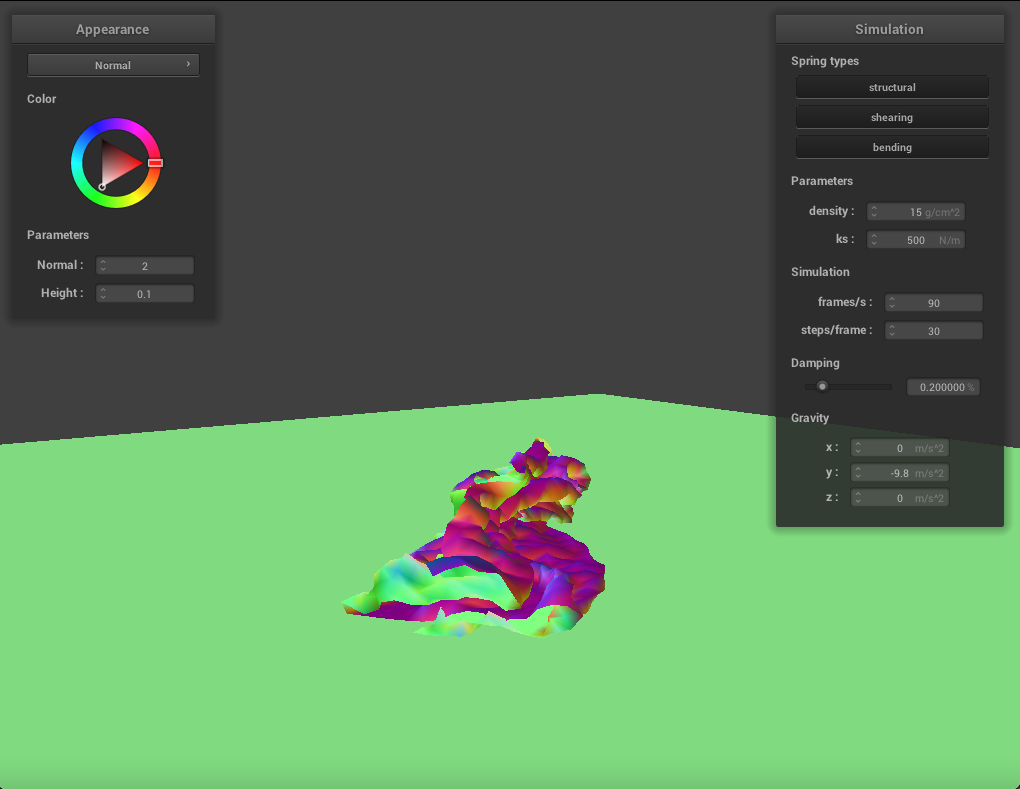 Appearance
Normal ›
Color
Parameters
Normal : 2
Height : 0.1
Simulation
Spring types
structural
shearing
bending
Parameters
density : 15 g/cm^2
ks : 500 N/m
Simulation
frames/s : 90
steps/frame : 30
Damping
0.200000 %
Gravity
x : 0 m/s^2
y : -9.8 m/s^2
z : 0 m/s^2